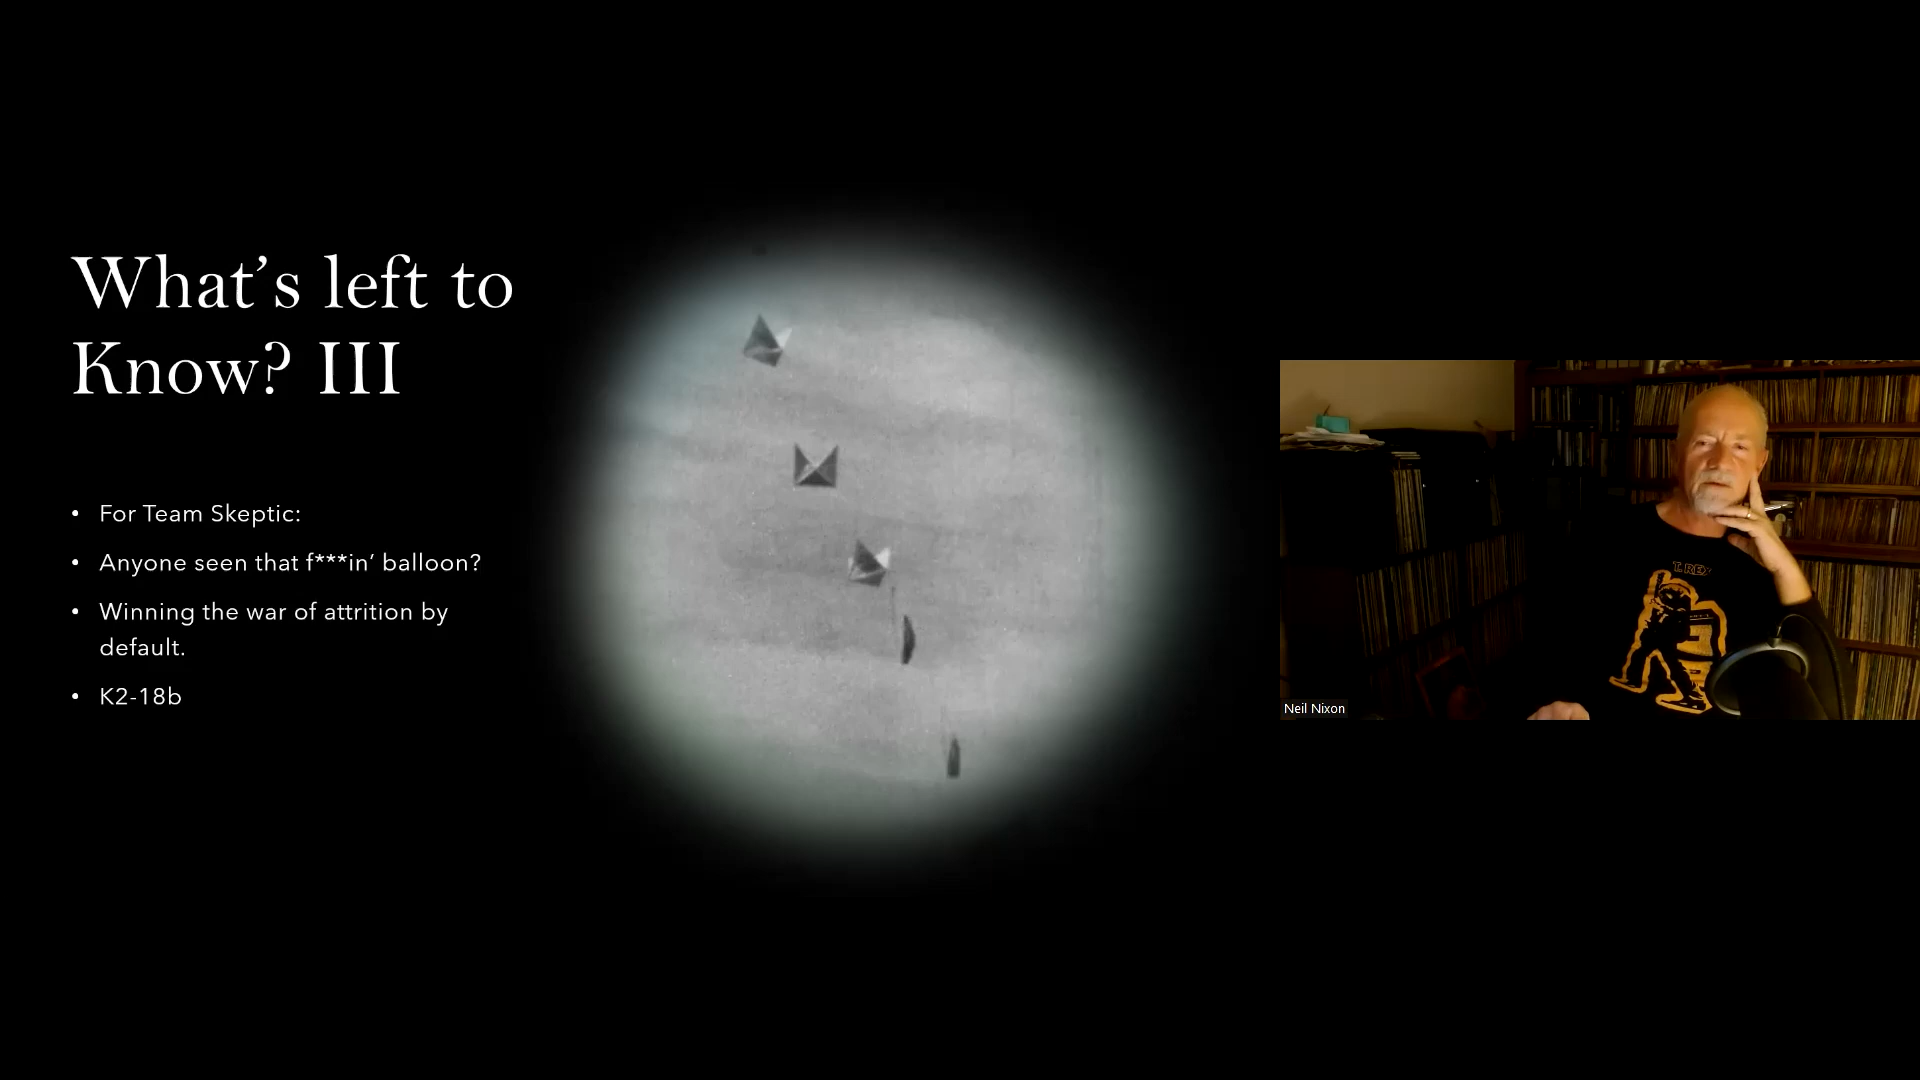 What’s left to
Know? III
• For Team Skeptic:
• Anyone seen that f***in’ balloon?
• Winning the war of attrition by
default.
• K2-18b
Neil Nixon
T. REX